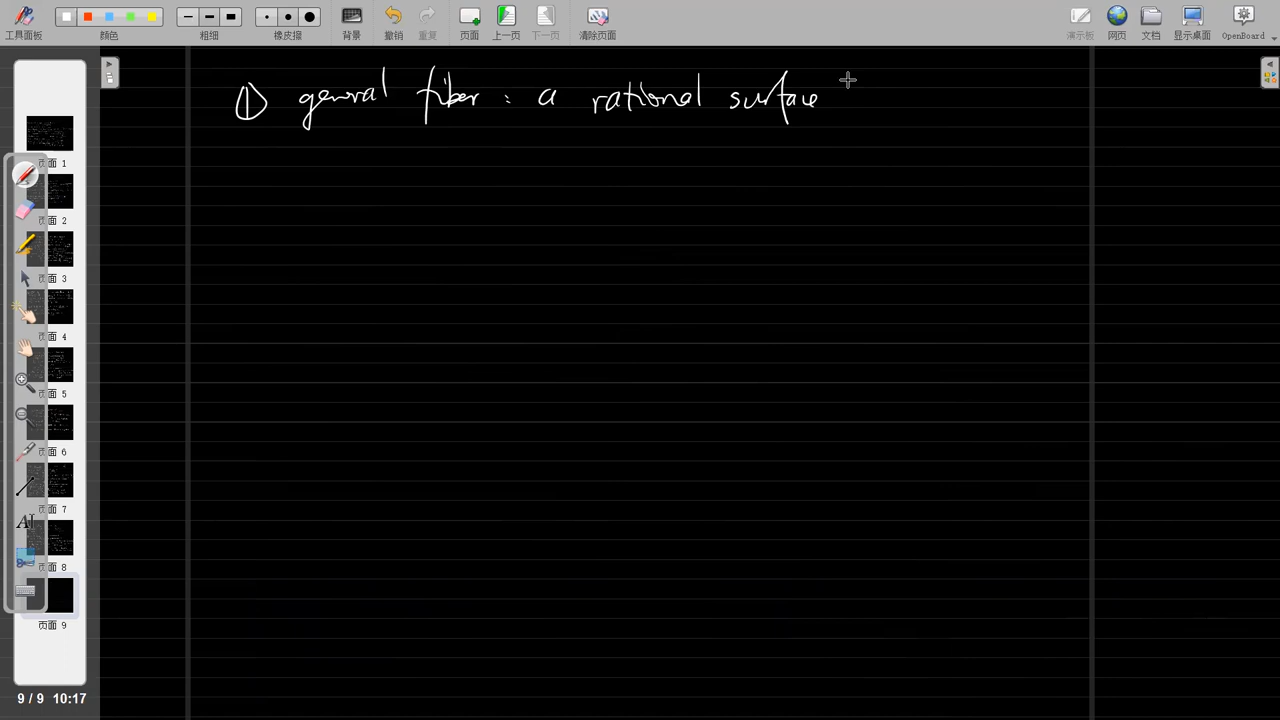 工具面板 颜色 粗细 橡皮擦 背景 撤销 重复 页面 上一页 下一页 清除页面 演示板 网页 文档 显示桌面 OpenBoard
① general fiber : a rational surface
页面 1
页面 2
页面 3
页面 4
页面 5
页面 6
页面 7
页面 8
页面 9
9 / 9 10:17